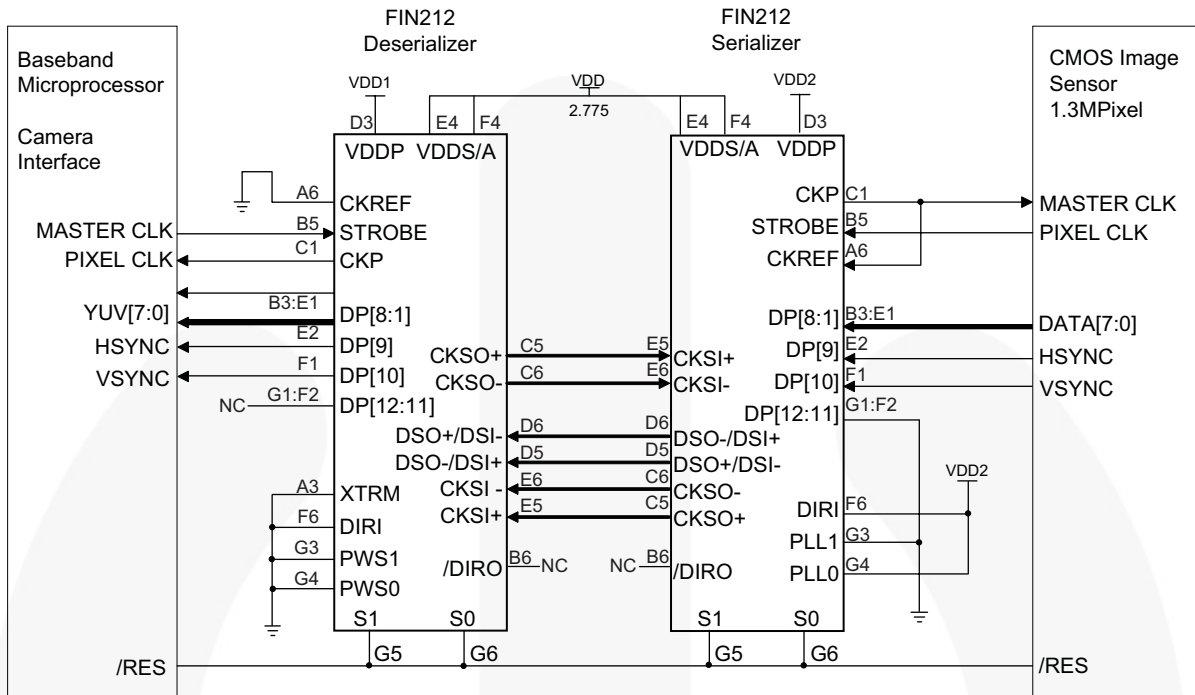 FIN212
Deserializer
FIN212
Serializer
Baseband
Microprocessor
Camera
Interface
CMOS Image
Sensor
1.3MPixel
VDD1
VDD
2.775
VDD2
D3
E4
F4
E4
F4
D3
VDDP
VDDS/A
VDDS/A
VDDP
A6
CKREF
MASTER CLK
B5
STROBE
PIXEL CLK
C1
CKP
YUV[7:0]
B3:E1
DP[8:1]
HSYNC
E2
DP[9]
VSYNC
F1
DP[10]
NC
G1:F2
DP[12:11]
CKSO+
C5
E5
CKSI+
CKSO-
C6
E6
CKSI-
DSO+/DSI-
D6
D6
DSO-/DSI+
DSO-/DSI+
D5
D5
DSO+/DSI-
CKSI -
E6
C6
CKSO-
CKSI+
E5
C5
CKSO+
/DIRO
B6
NC
NC
B6
/DIRO
A3
XTRM
F6
DIRI
G3
PWS1
G4
PWS0
CKP
C1
MASTER CLK
STROBE
B5
PIXEL CLK
CKREF
A6
DP[8:1]
B3:E1
DATA[7:0]
DP[9]
E2
HSYNC
DP[10]
F1
VSYNC
DP[12:11]
G1:F2
VDD2
DIRI
F6
PLL1
G3
PLL0
G4
S1
S0
S1
S0
/RES
G5
G6
G5
G6
/RES